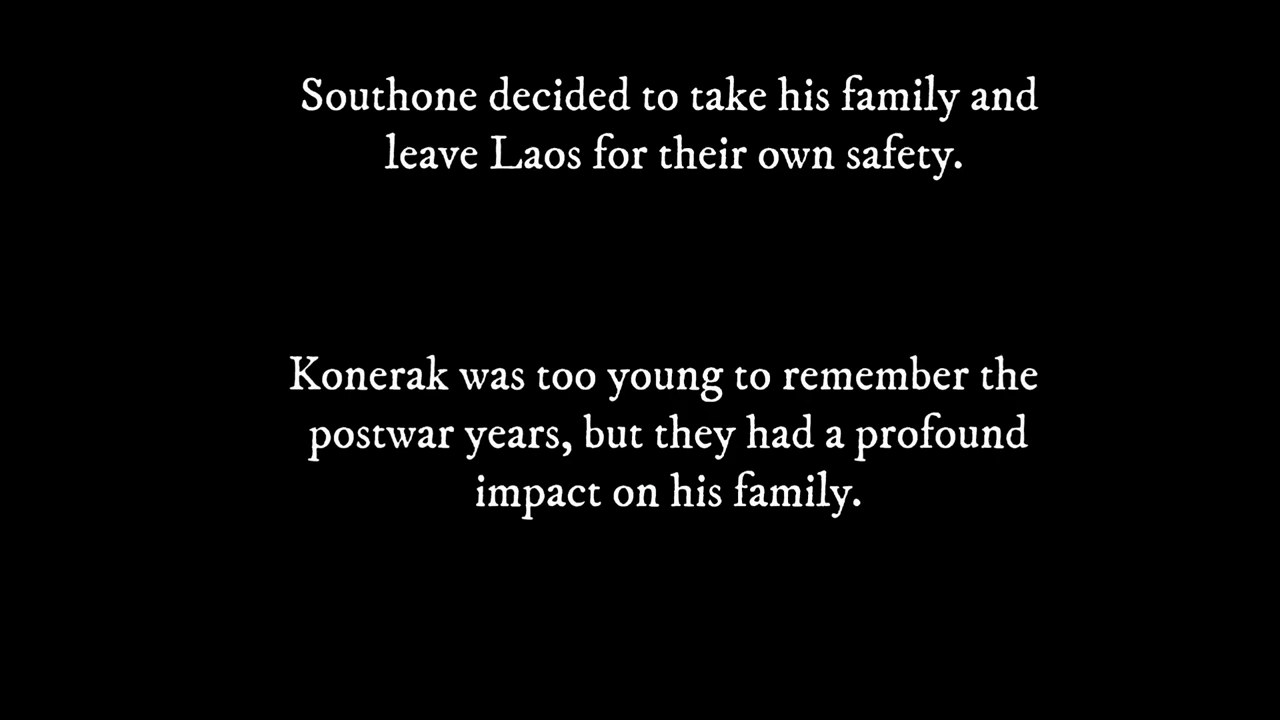 Southone decided to take his family and
leave Laos for their own safety.
Konerak was too young to remember the
postwar years, but they had a profound
impact on his family.